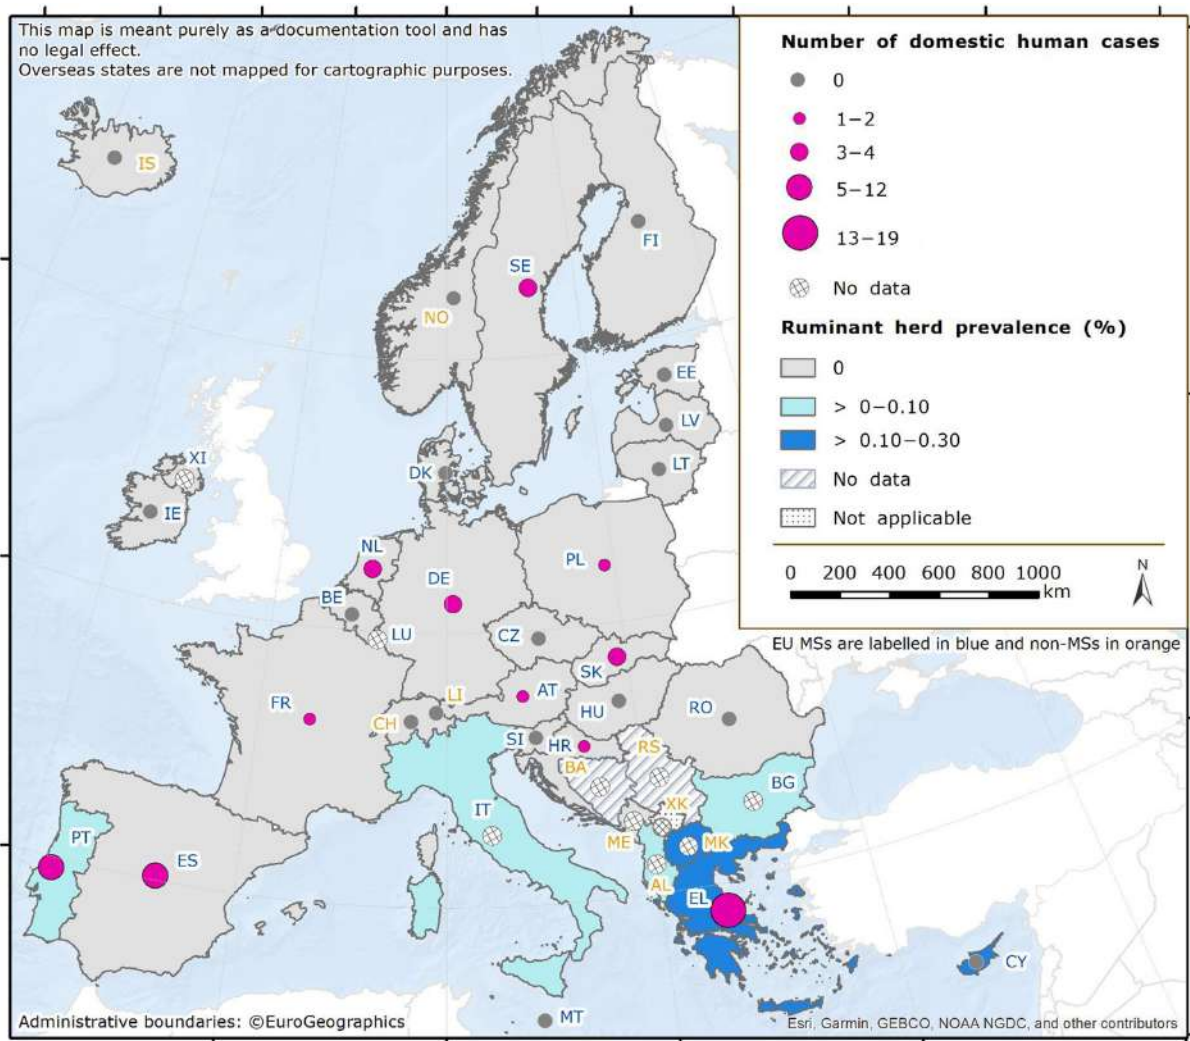 This map is meant purely as a documentation tool and has
no legal effect.
Overseas states are not mapped for cartographic purposes.
Number of domestic human cases
0
1−2
3−4
5−12
13−19
No data
Ruminant herd prevalence (%)
0
> 0−0.10
> 0.10−0.30
No data
Not applicable
0 200 400 600 800 1000
km
N
EU MSs are labelled in blue and non-MSs in orange
IS
FI
SE
NO
EE
LV
LT
DK
XI
IE
NL
PL
DE
BE
LU
CZ
SK
AT
LI
FR
CH
HU
RO
SI
HR
RS
BA
BG
XK
IT
ME
MK
PT
ES
AL
EL
CY
MT
Administrative boundaries: ©EuroGeographics
Esri, Garmin, GEBCO, NOAA NGDC, and other contributors